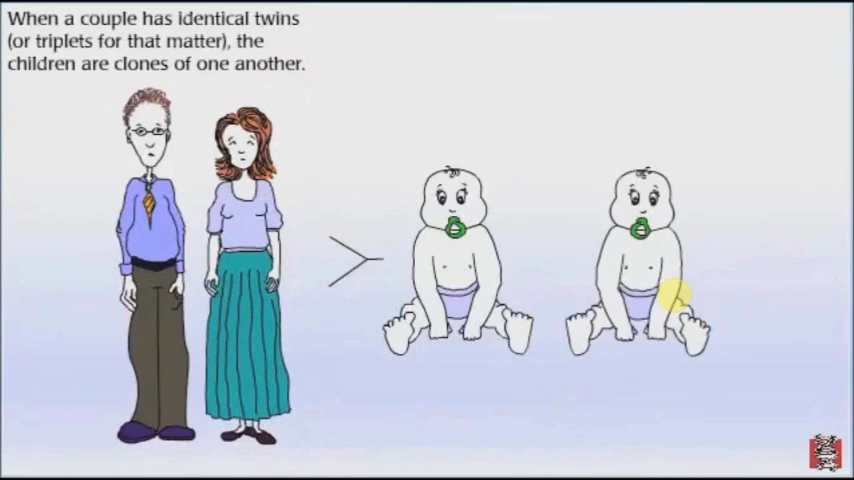 When a couple has identical twins
(or triplets for that matter), the
children are clones of one another.